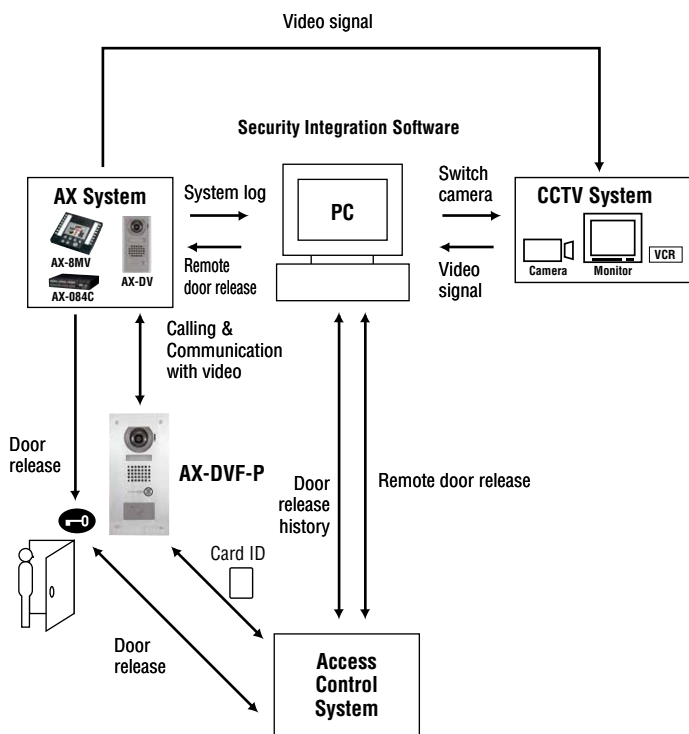 Video signal
Security Integration Software
AX System
AX-8MV
AX-084C
AX-DV
System log
Remote
door release
PC
Switch
camera
Video
signal
CCTV System
Camera
Monitor
VCR
Calling &
Communication
with video
Door
release
AX-DVF-P
Card ID
Door
release
history
Remote door release
Door
release
Access
Control
System